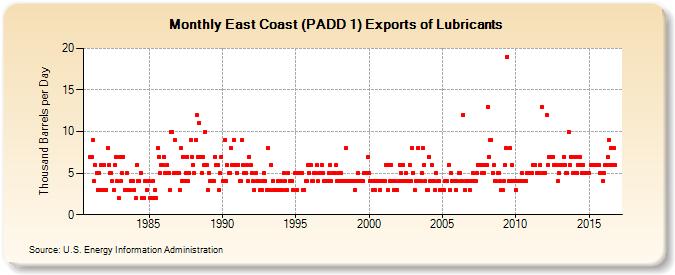 Monthly East Coast (PADD 1) Exports of Lubricants
Thousand Barrels per Day
20
15
10
5
0
1985 1990 1995 2000 2005 2010 2015
Source: U.S. Energy Information Administration